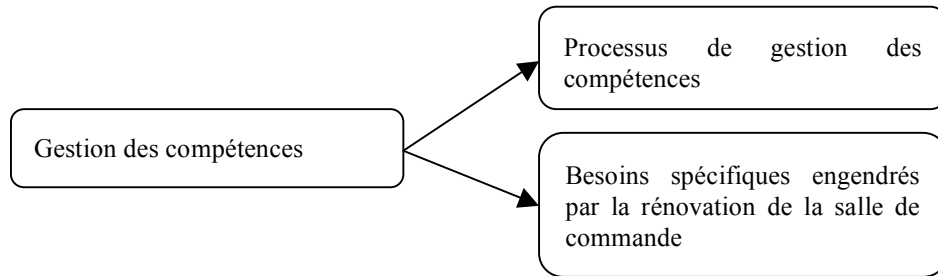 Processus de gestion des
compétences
Gestion des compétences
Besoins spécifiques engendrés
par la rénovation de la salle de
commande